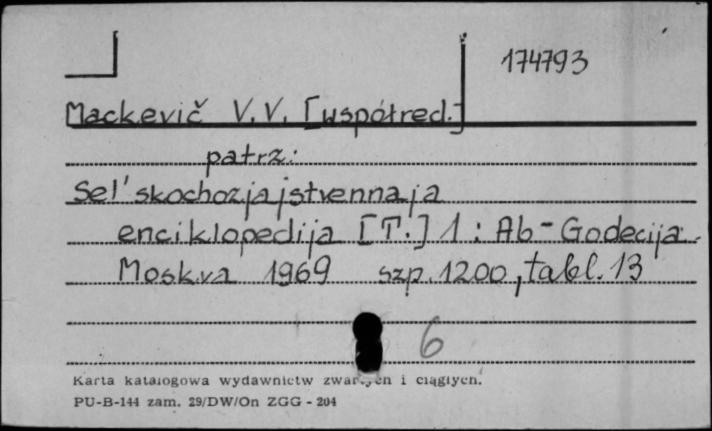 174793
Mackevič V.V. [współred.]
patrz:
Sel'skochozjajstvennaja
enciklopedija [T.] 1 : Ab - Godecija.
Moskva 1969 szp. 1200, tabl. 13
6
Karta katalogowa wydawnictw zwartych i ciągłych.
PU-B-144 zam. 29/DW/On ZGG - 204